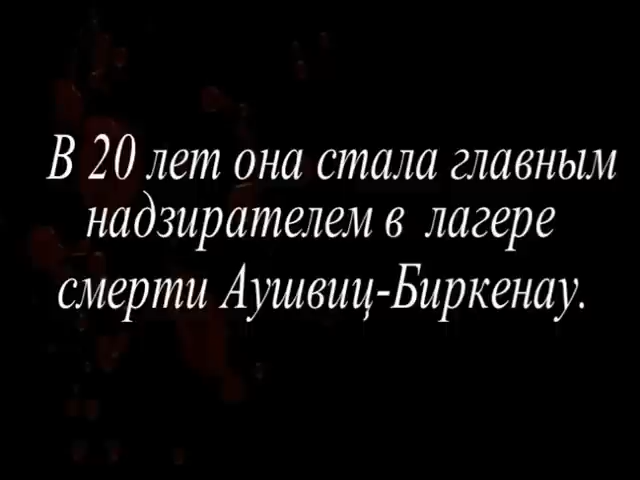 В 20 лет она стала главным
надзирателем в лагере
смерти Аушвиц-Биркенау.